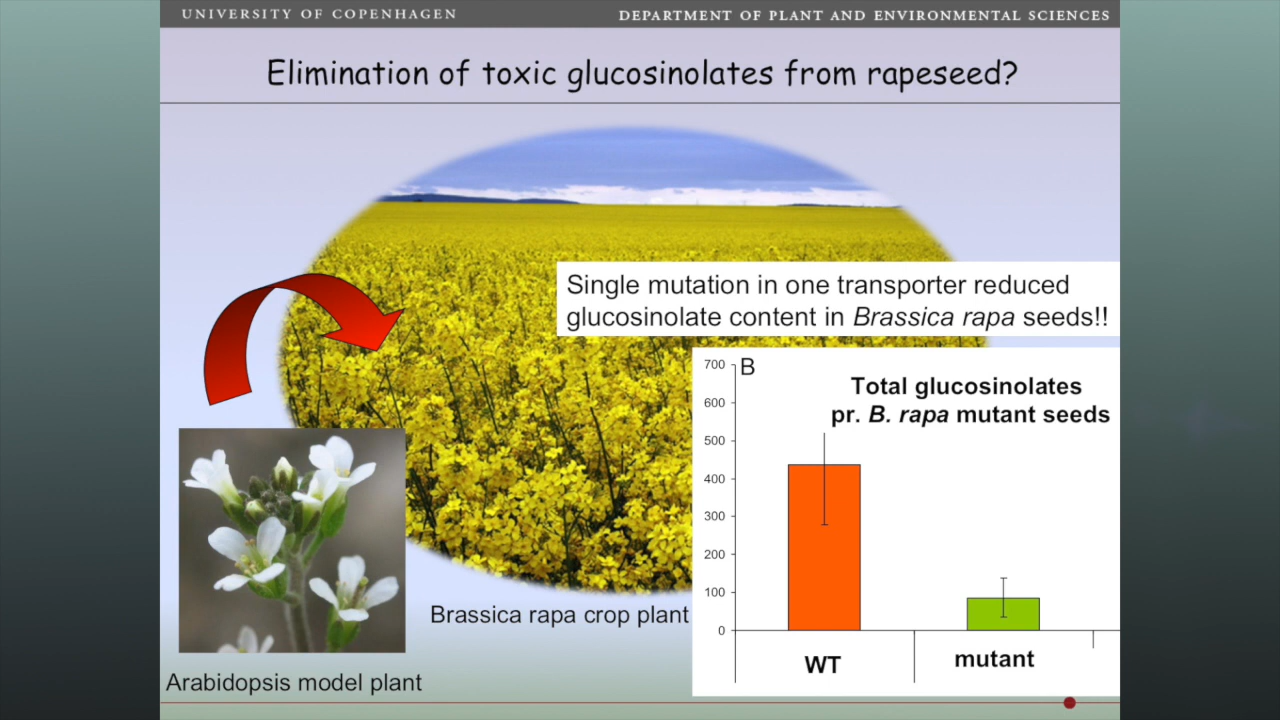 UNIVERSITY OF COPENHAGEN
DEPARTMENT OF PLANT AND ENVIRONMENTAL SCIENCES
Elimination of toxic glucosinolates from rapeseed?
Single mutation in one transporter reduced
glucosinolate content in Brassica rapa seeds!!
B
Total glucosinolates
pr. B. rapa mutant seeds
700
600
500
400
300
200
100
0
WT
mutant
Brassica rapa crop plant
Arabidopsis model plant